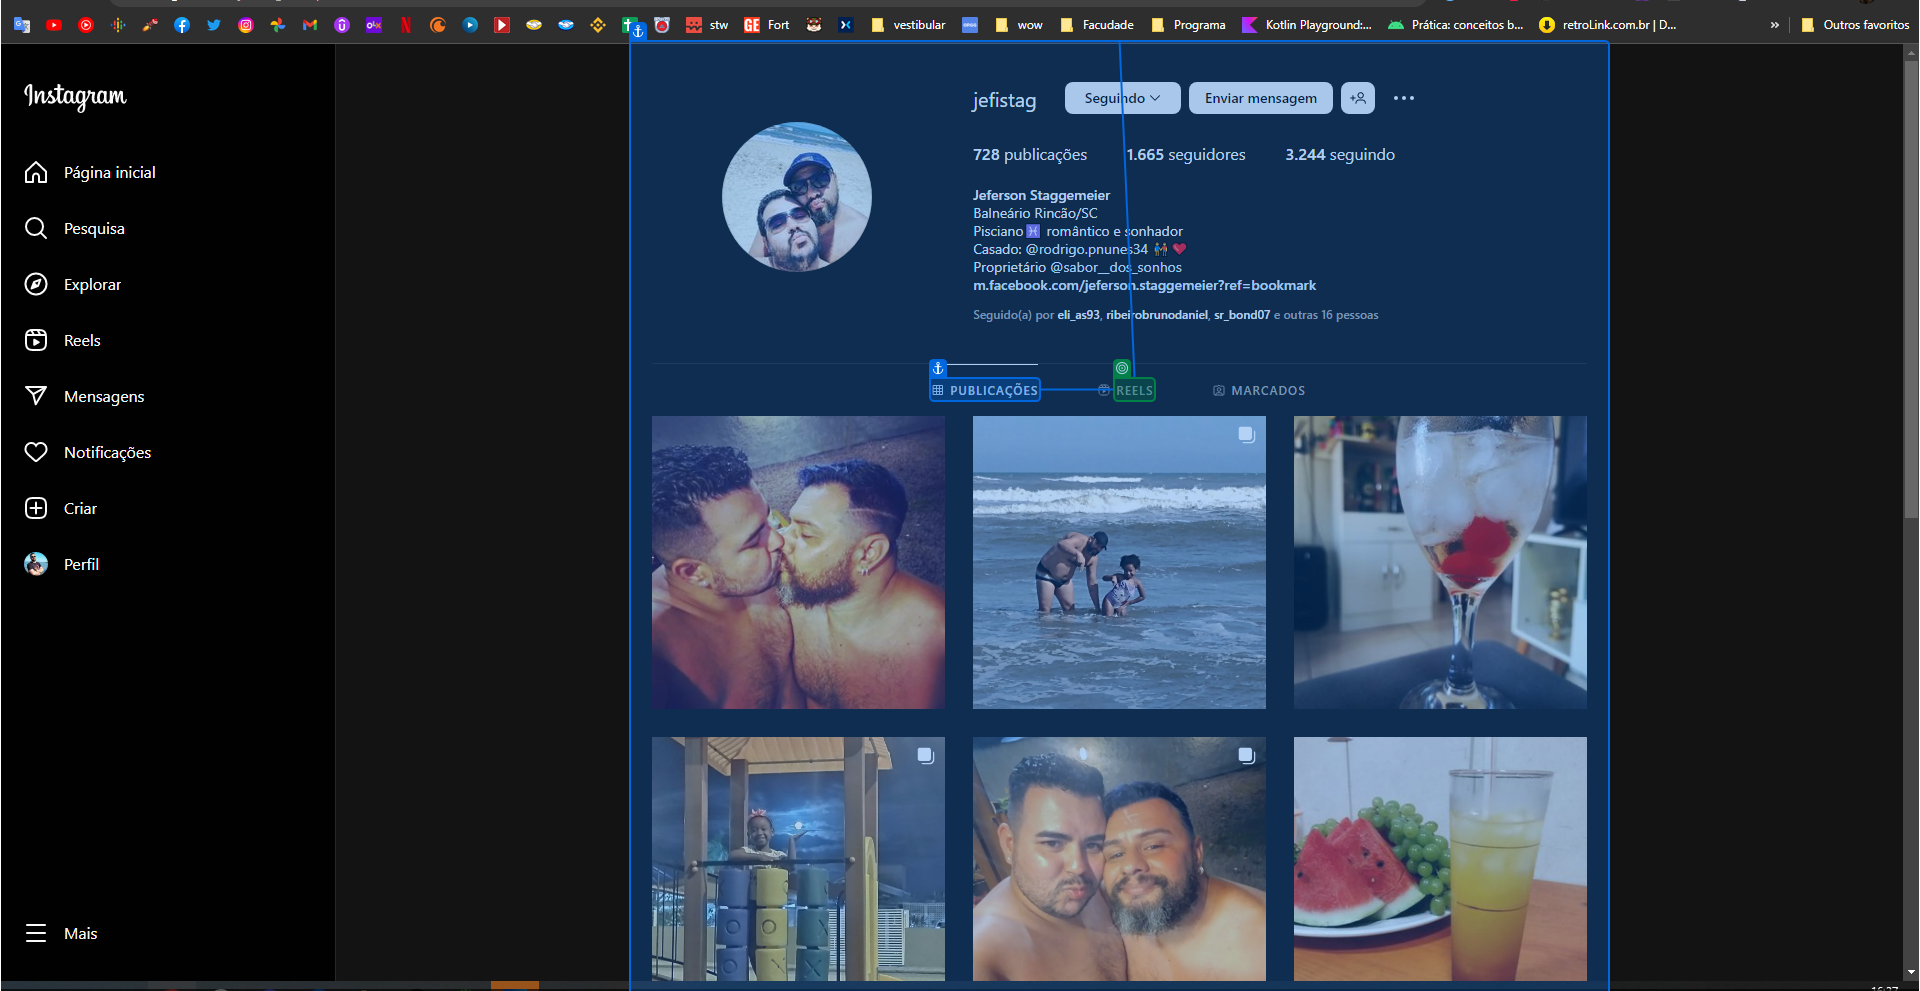 stw
GE Fort
vestibular
wow
Facudade
Programa
Kotlin Playground:...
Prática: conceitos b...
retroLink.com.br | D...
»
Outros favoritos
Instagram
Página inicial
Pesquisa
Explorar
Reels
Mensagens
Notificações
Criar
Perfil
Mais
jefistag
Seguindo
Enviar mensagem
728 publicações
1.665 seguidores
3.244 seguindo
Jeferson Staggemeier
Balneário Rincão/SC
Pisciano♓ romântico e sonhador
Casado: @rodrigo.pnunes34 👬 ❤️
Proprietário @sabor__dos_sonhos
m.facebook.com/jeferson.staggemeier?ref=bookmark
Seguido(a) por eli_as93, ribeirobrunodaniel, sr_bond07 e outras 16 pessoas
PUBLICAÇÕES
REELS
MARCADOS